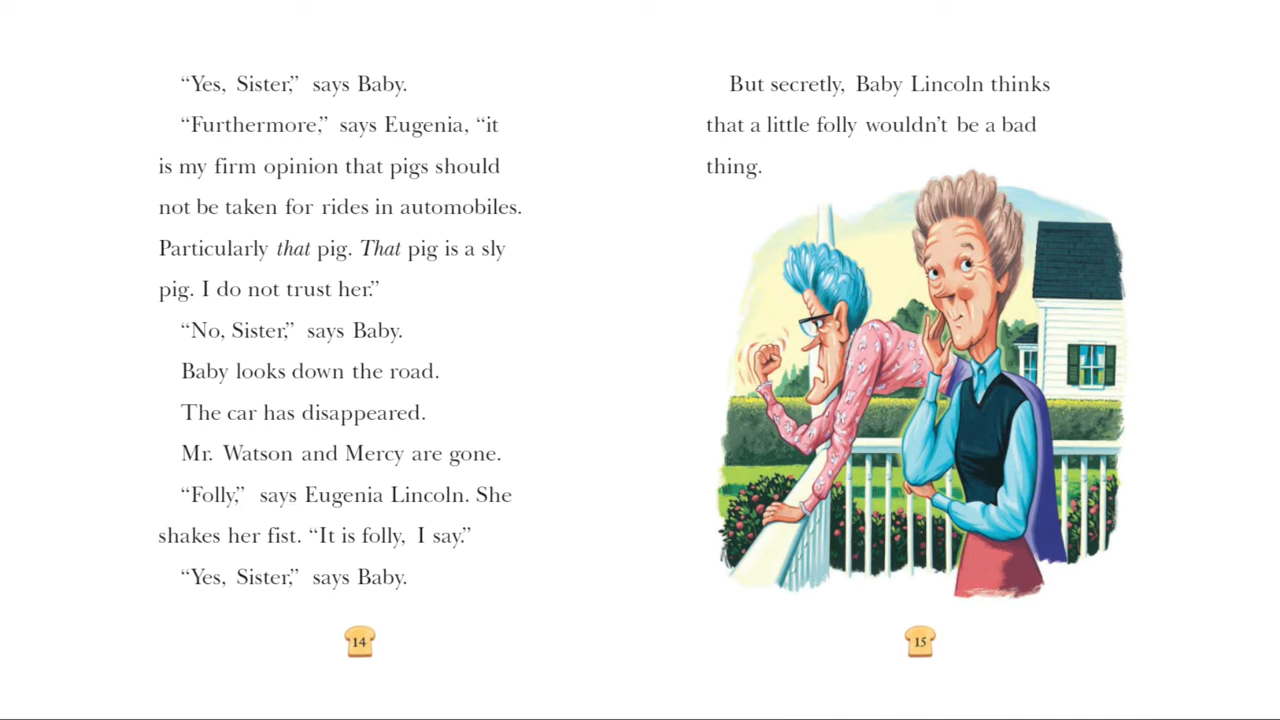 “Yes, Sister,” says Baby.
“Furthermore,” says Eugenia, “it
is my firm opinion that pigs should
not be taken for rides in automobiles.
Particularly that pig. That pig is a sly
pig. I do not trust her.”
“No, Sister,” says Baby.
Baby looks down the road.
The car has disappeared.
Mr. Watson and Mercy are gone.
“Folly,” says Eugenia Lincoln. She
shakes her fist. “It is folly, I say.”
“Yes, Sister,” says Baby.
14
But secretly, Baby Lincoln thinks
that a little folly wouldn’t be a bad
thing.
15